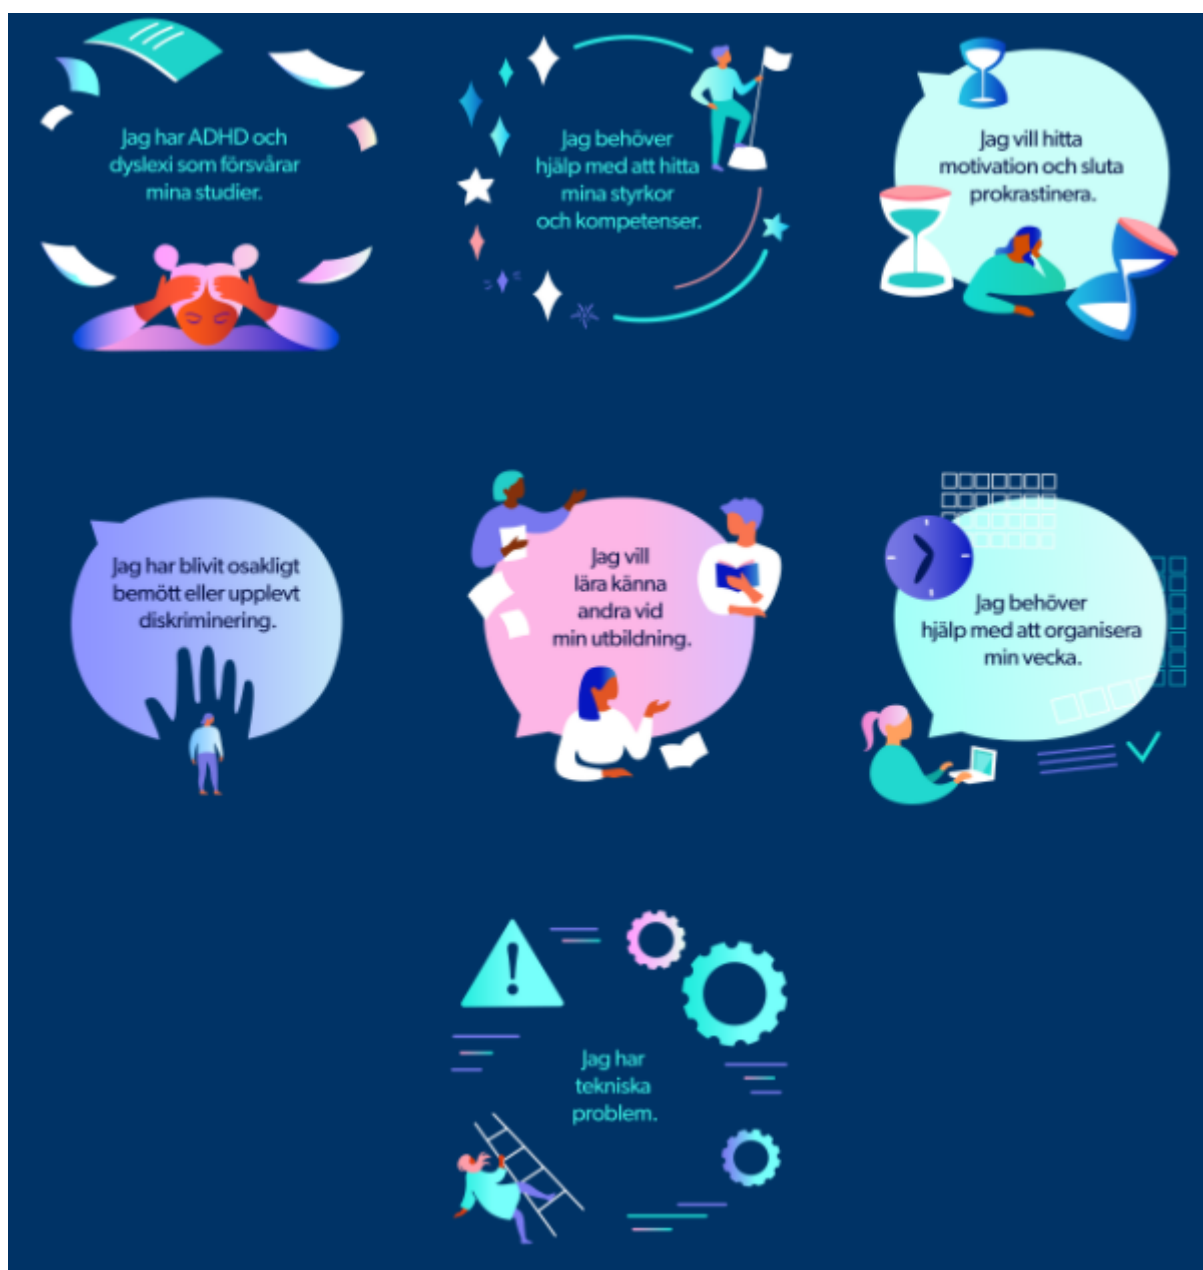 Jag har ADHD och
dyslexi som försvårar
mina studier.
Jag behöver
hjälp med att hitta
mina styrkor
och kompetenser.
Jag vill hitta
motivation och sluta
prokrastinera.
Jag har blivit osakligt
bemött eller upplevt
diskriminering.
Jag vill
lära känna
andra vid
min utbildning.
Jag behöver
hjälp med att organisera
min vecka.
Jag har
tekniska
problem.